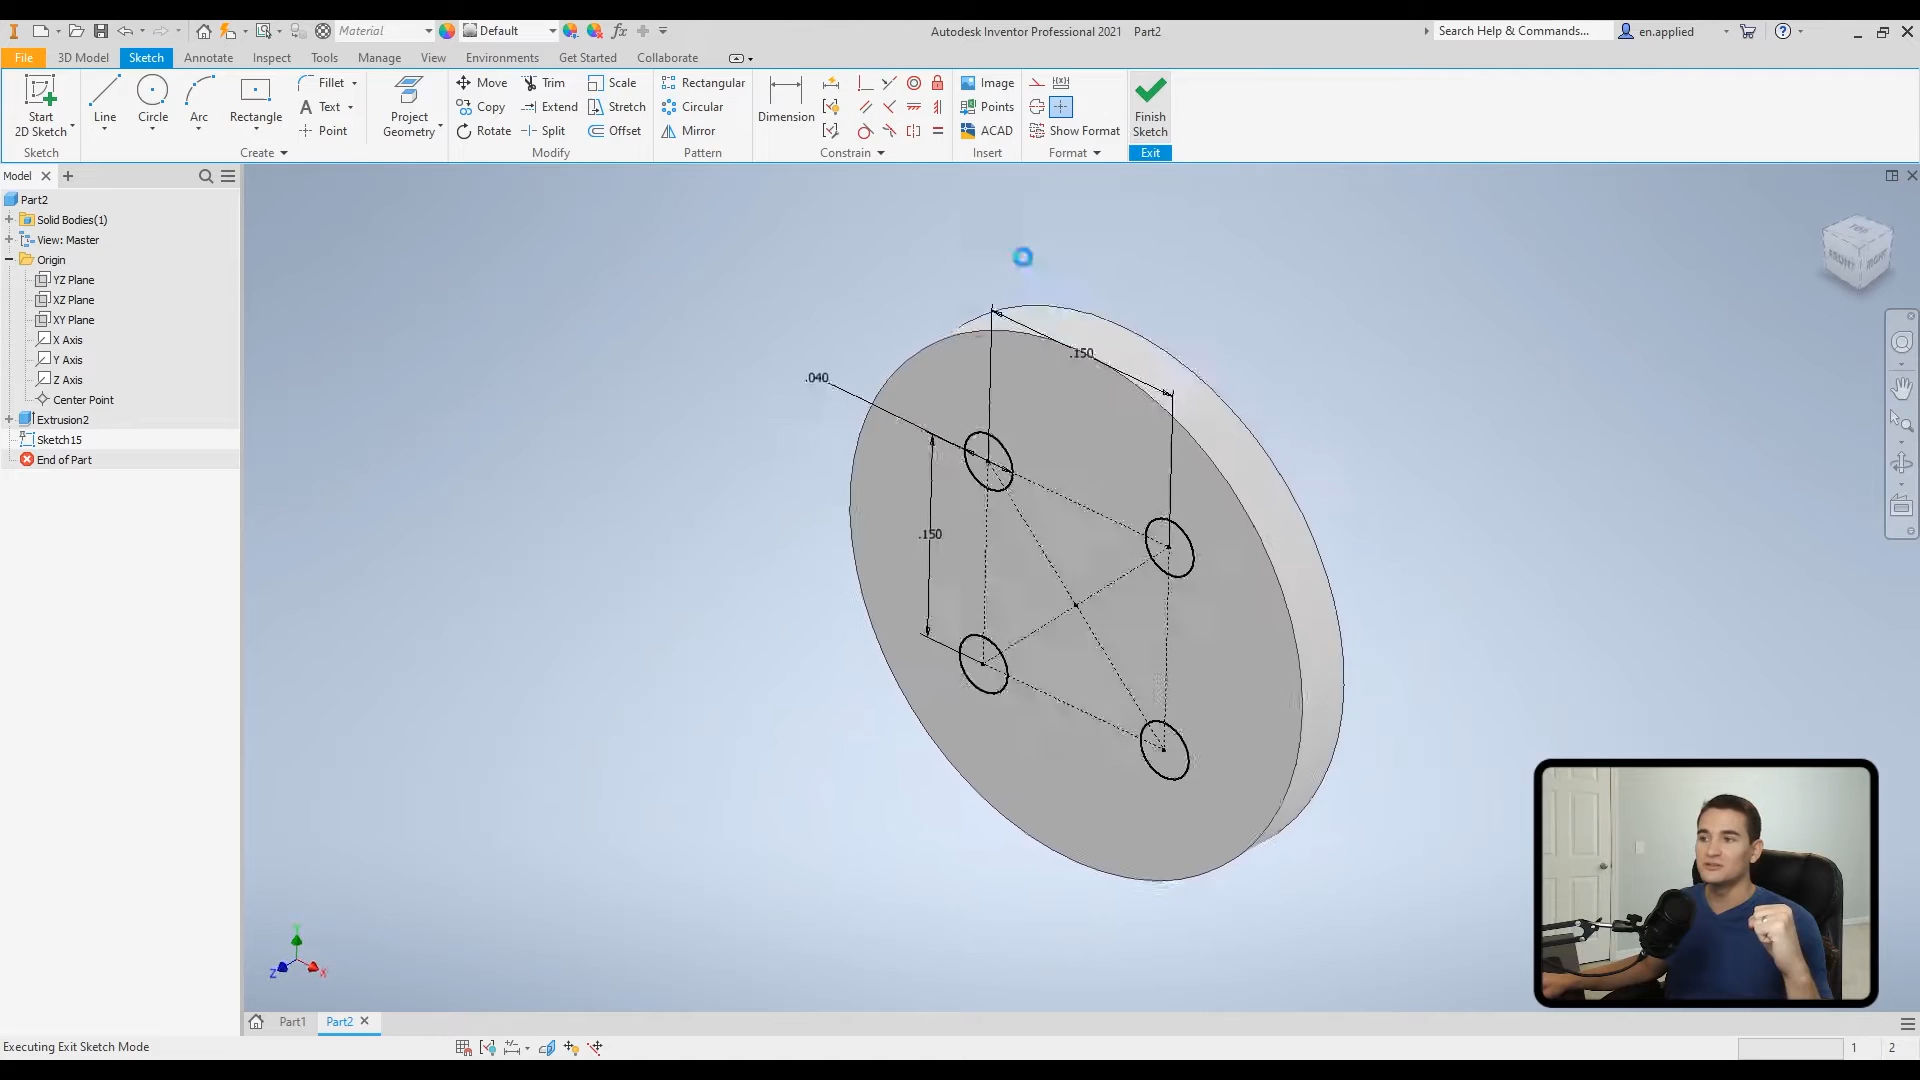 Material
Default
Autodesk Inventor Professional 2021 Part2
Search Help & Commands...
en.applied
File
3D Model
Sketch
Annotate
Inspect
Tools
Manage
View
Environments
Get Started
Collaborate
Start
2D Sketch
Line
Circle
Arc
Rectangle
Fillet
Text
Point
Project
Geometry
Move
Copy
Rotate
Trim
Extend
Split
Scale
Stretch
Offset
Rectangular
Circular
Mirror
Dimension
Image
Points
ACAD
Show Format
Finish
Sketch
Sketch
Create
Modify
Pattern
Constrain
Insert
Format
Exit
Model
Part2
Solid Bodies(1)
View: Master
Origin
YZ Plane
XZ Plane
XY Plane
X Axis
Y Axis
Z Axis
Center Point
Extrusion2
Sketch15
End of Part
TOP
FRONT
RIGHT
.150
.040
.150
Y
Z
X
Part1
Part2
Executing Exit Sketch Mode
1
2